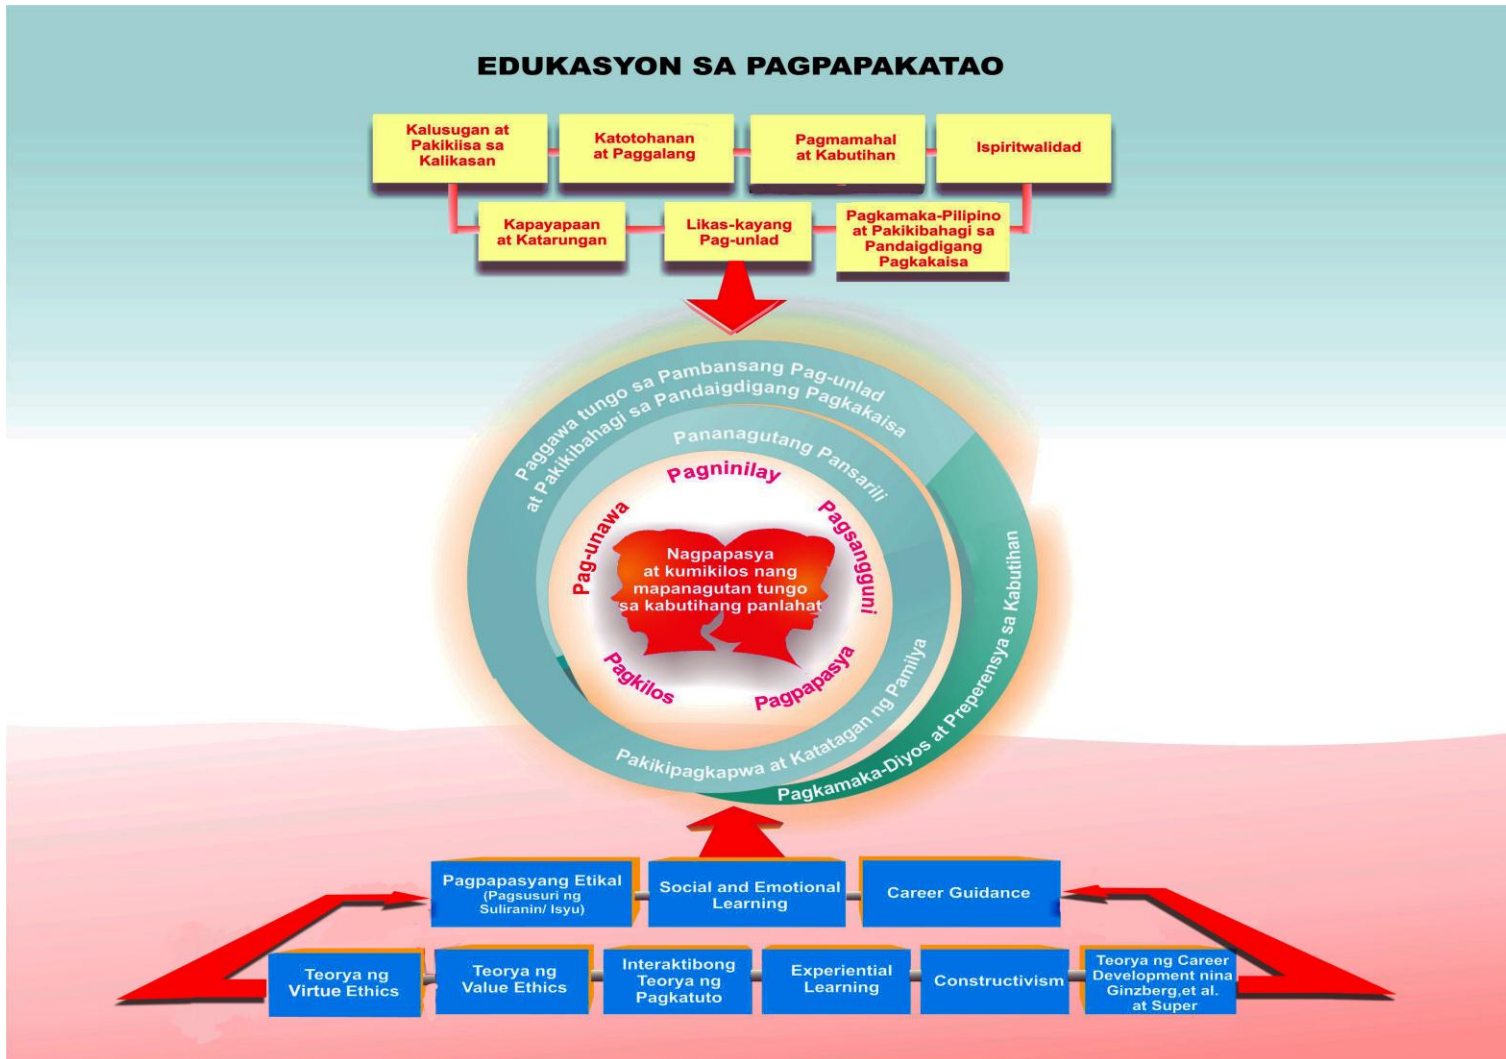 EDUKASYON SA PAGPAPAKATAO
Kalusugan at
Pakikiisa sa
Kalikasan
Katotohanan
at Paggalang
Pagmamahal
at Kabutihan
Ispiritwalidad
Kapayapaan
at Katarungan
Likas-kayang
Pag-unlad
Pagkamaka-Pilipino
at Pakikibahagi sa
Pandaigdigang
Pagkakaisa
Paggawa tungo sa Pambansang Pag-unlad
at Pakikibahagi sa Pandaigdigang Pagkakaisa
Pananagutang Pansarili
Pagninilay
Pag-unawa
Pagsangguni
Nagpapasya
at kumikilos nang
mapanagutan tungo
sa kabutihang panlahat
Pagkilos
Pagpapasya
Pakikipagkapwa at Katatagan ng Pamilya
Pagkamaka-Diyos at Preperensya sa Kabutihan
Pagpapasyang Etikal
(Pagsusuri ng
Suliranin/ Isyu)
Social and Emotional
Learning
Career Guidance
Teorya ng
Virtue Ethics
Teorya ng
Value Ethics
Interaktibong
Teorya ng
Pagkatuto
Experiential
Learning
Constructivism
Teorya ng Career
Development nina
Ginzberg,et al.
at Super